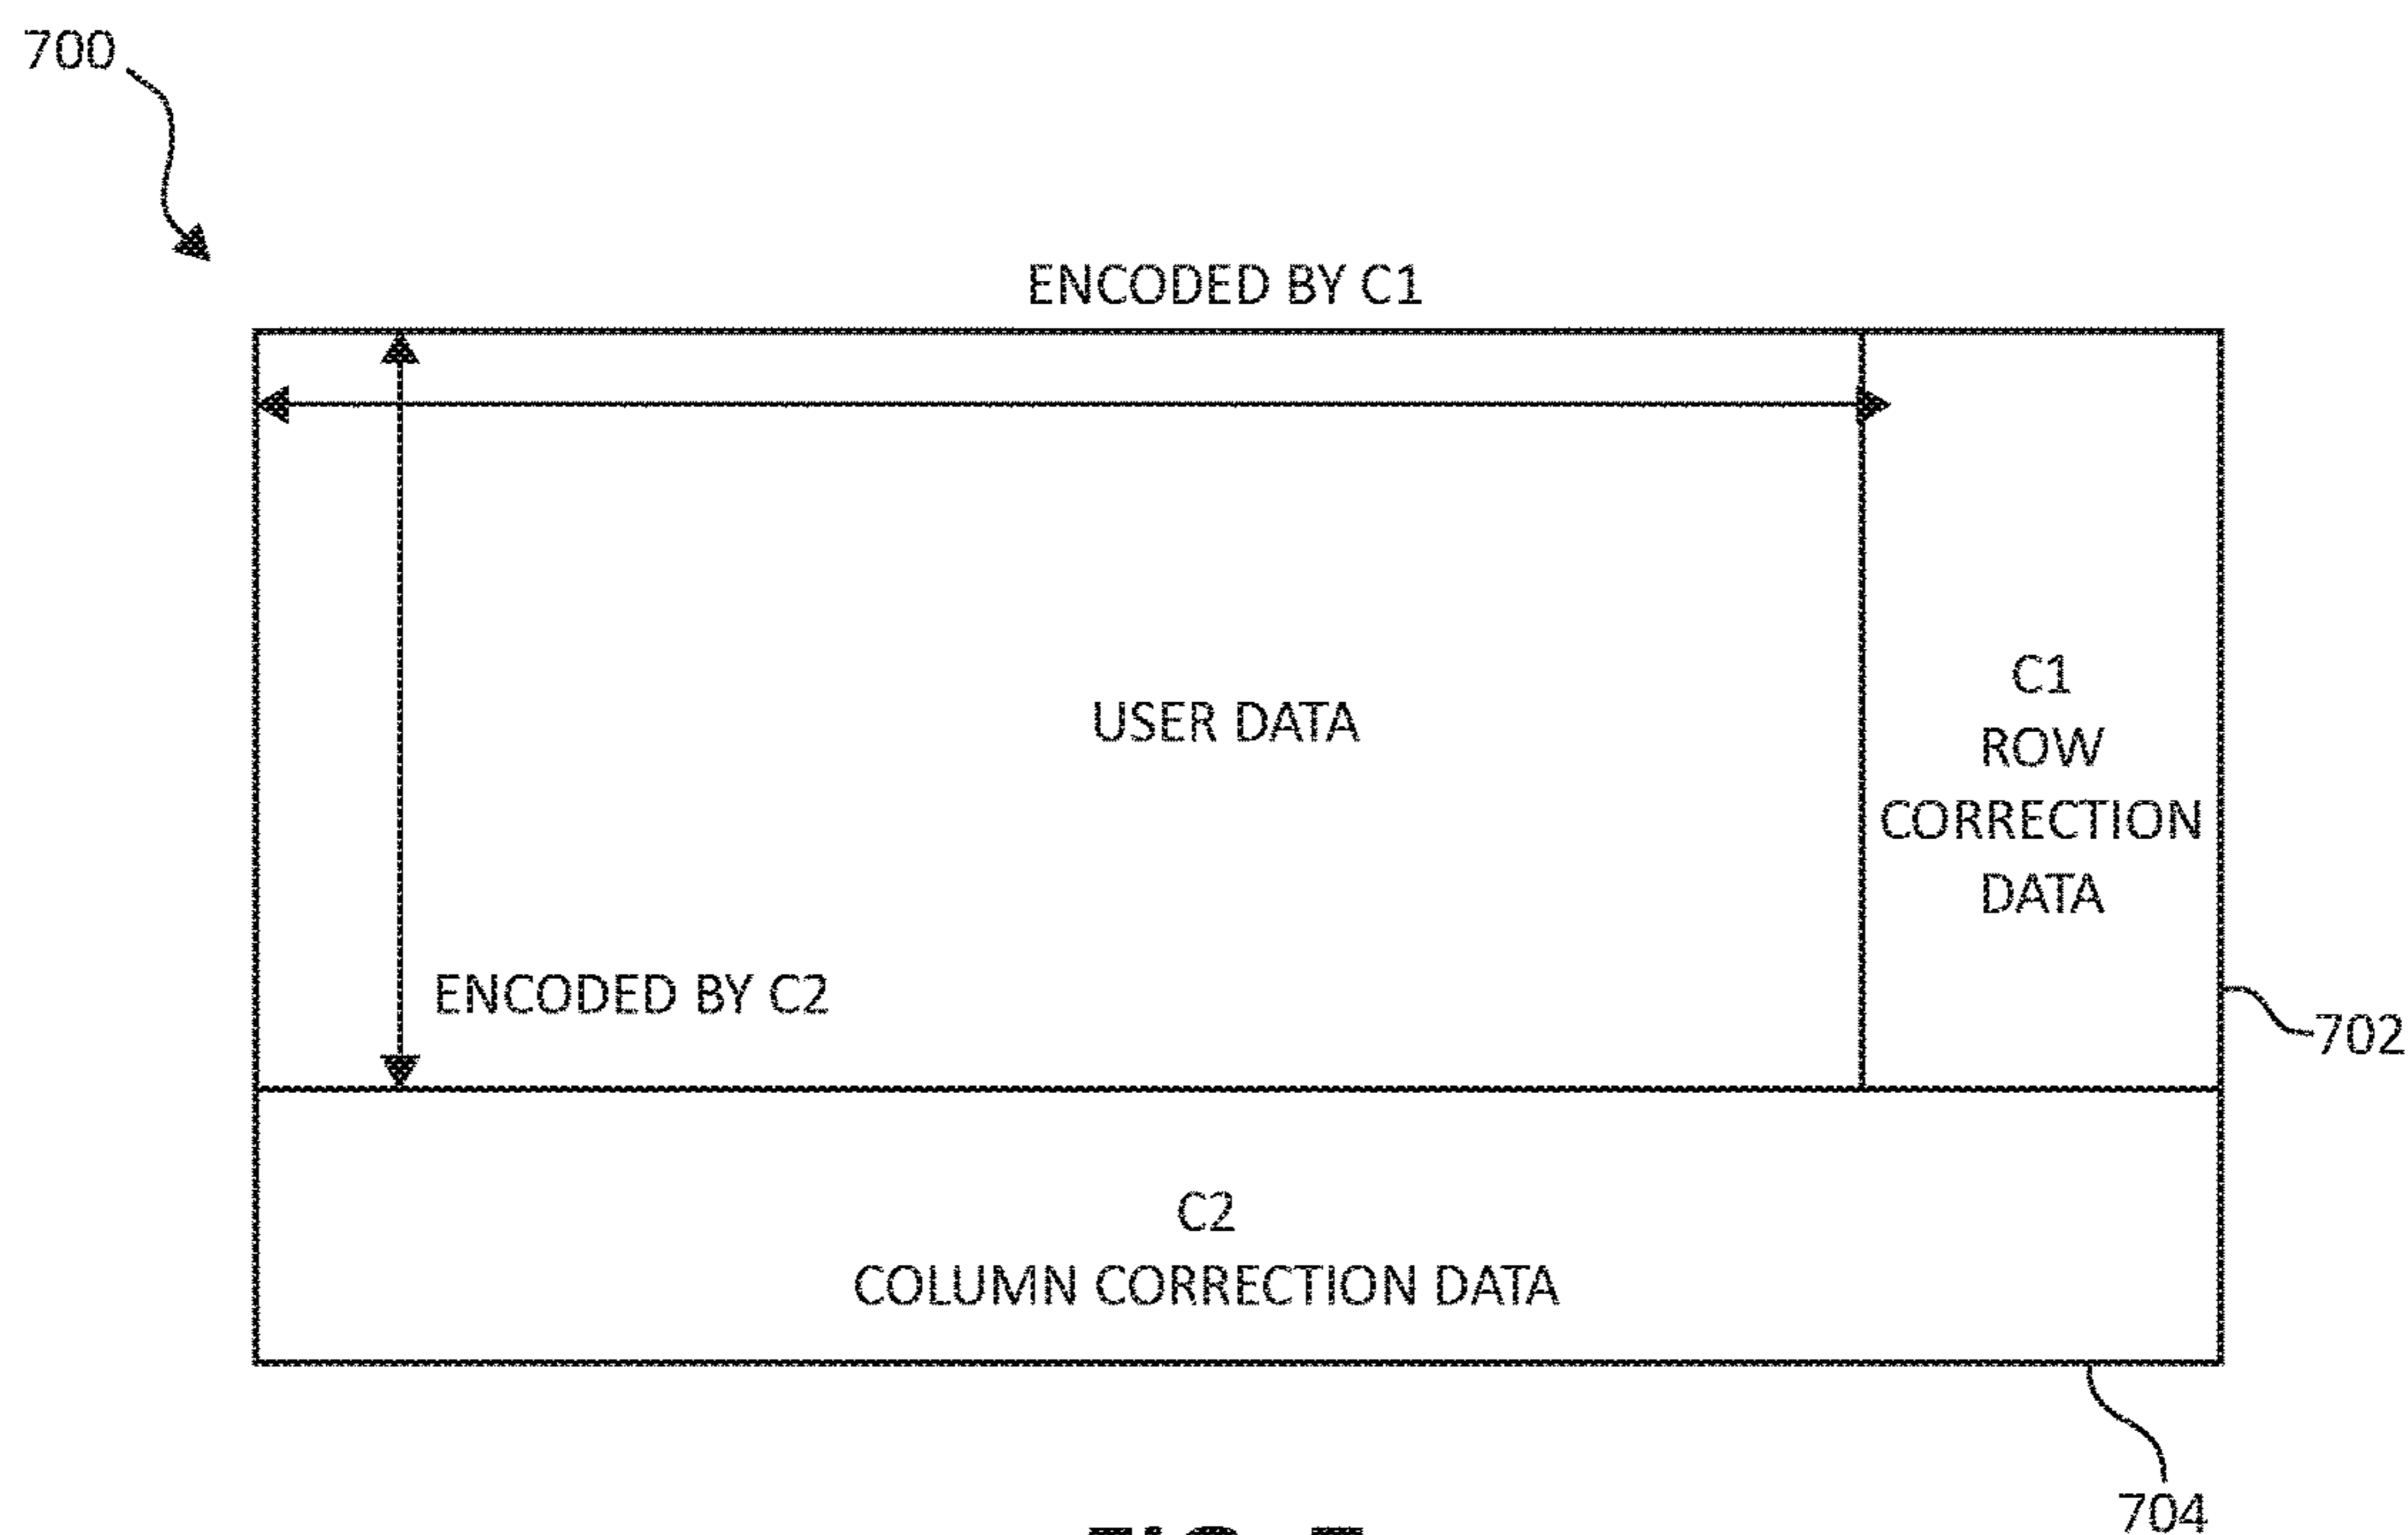 700
ENCODED BY C1
USER DATA
C1
ROW
CORRECTION
DATA
ENCODED BY C2
702
C2
COLUMN CORRECTION DATA
704